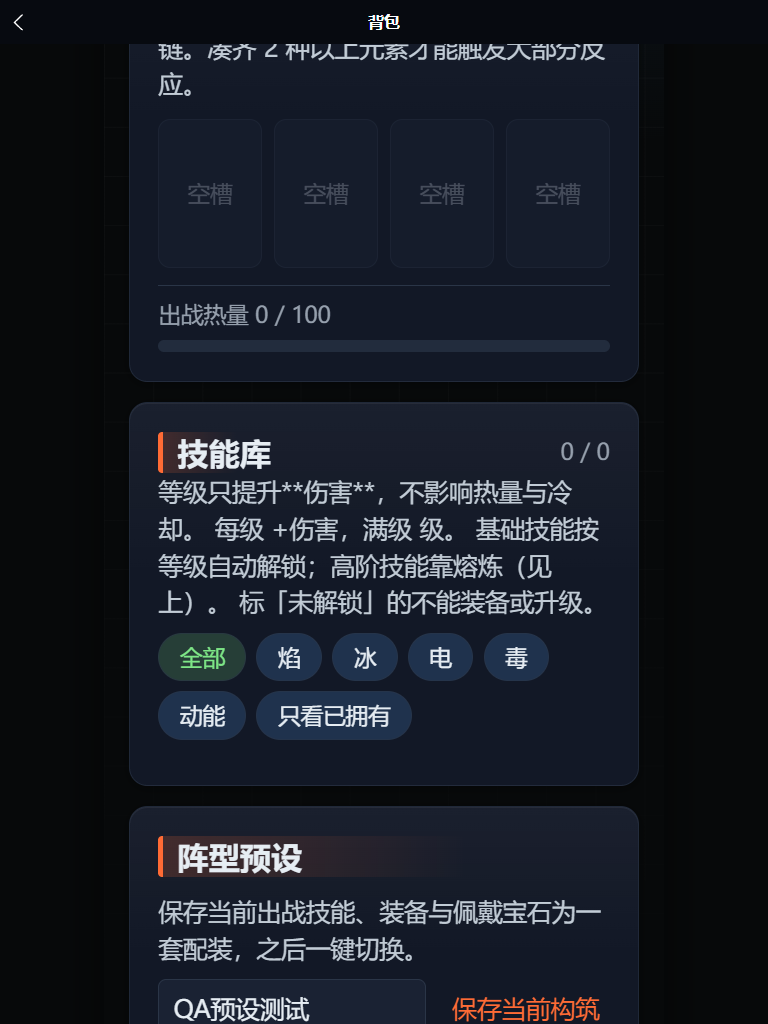 背包
链。凑齐 2 种以上元素才能触发大部分反
应。
空槽 空槽 空槽 空槽
出战热量 0 / 100
技能库 0 / 0
等级只提升**伤害**，不影响热量与冷
却。 每级 +伤害，满级 级。 基础技能按
等级自动解锁；高阶技能靠熔炼（见
上）。 标「未解锁」的不能装备或升级。
全部 焰 冰 电 毒
动能 只看已拥有
阵型预设
保存当前出战技能、装备与佩戴宝石为一
套配装，之后一键切换。
QA预设测试 保存当前构筑